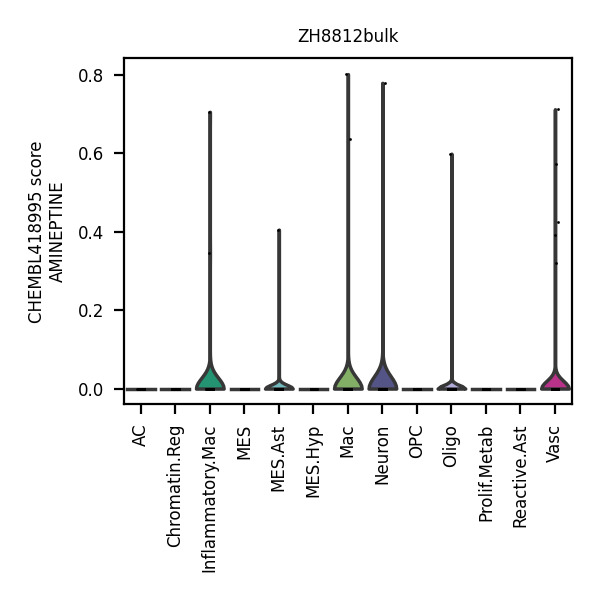 ZH8812bulk
CHEMBL418995 score
AMINEPTINE
0.8
0.6
0.4
0.2
0.0
AC
Chromatin.Reg
Inflammatory.Mac
MES
MES.Ast
MES.Hyp
Mac
Neuron
OPC
Oligo
Prolif.Metab
Reactive.Ast
Vasc